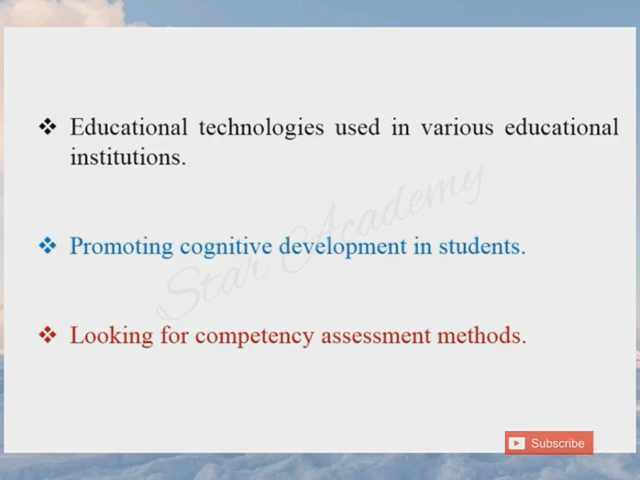 ❖ Educational technologies used in various educational
institutions.
❖ Promoting cognitive development in students.
❖ Looking for competency assessment methods.
Star Academy
Subscribe